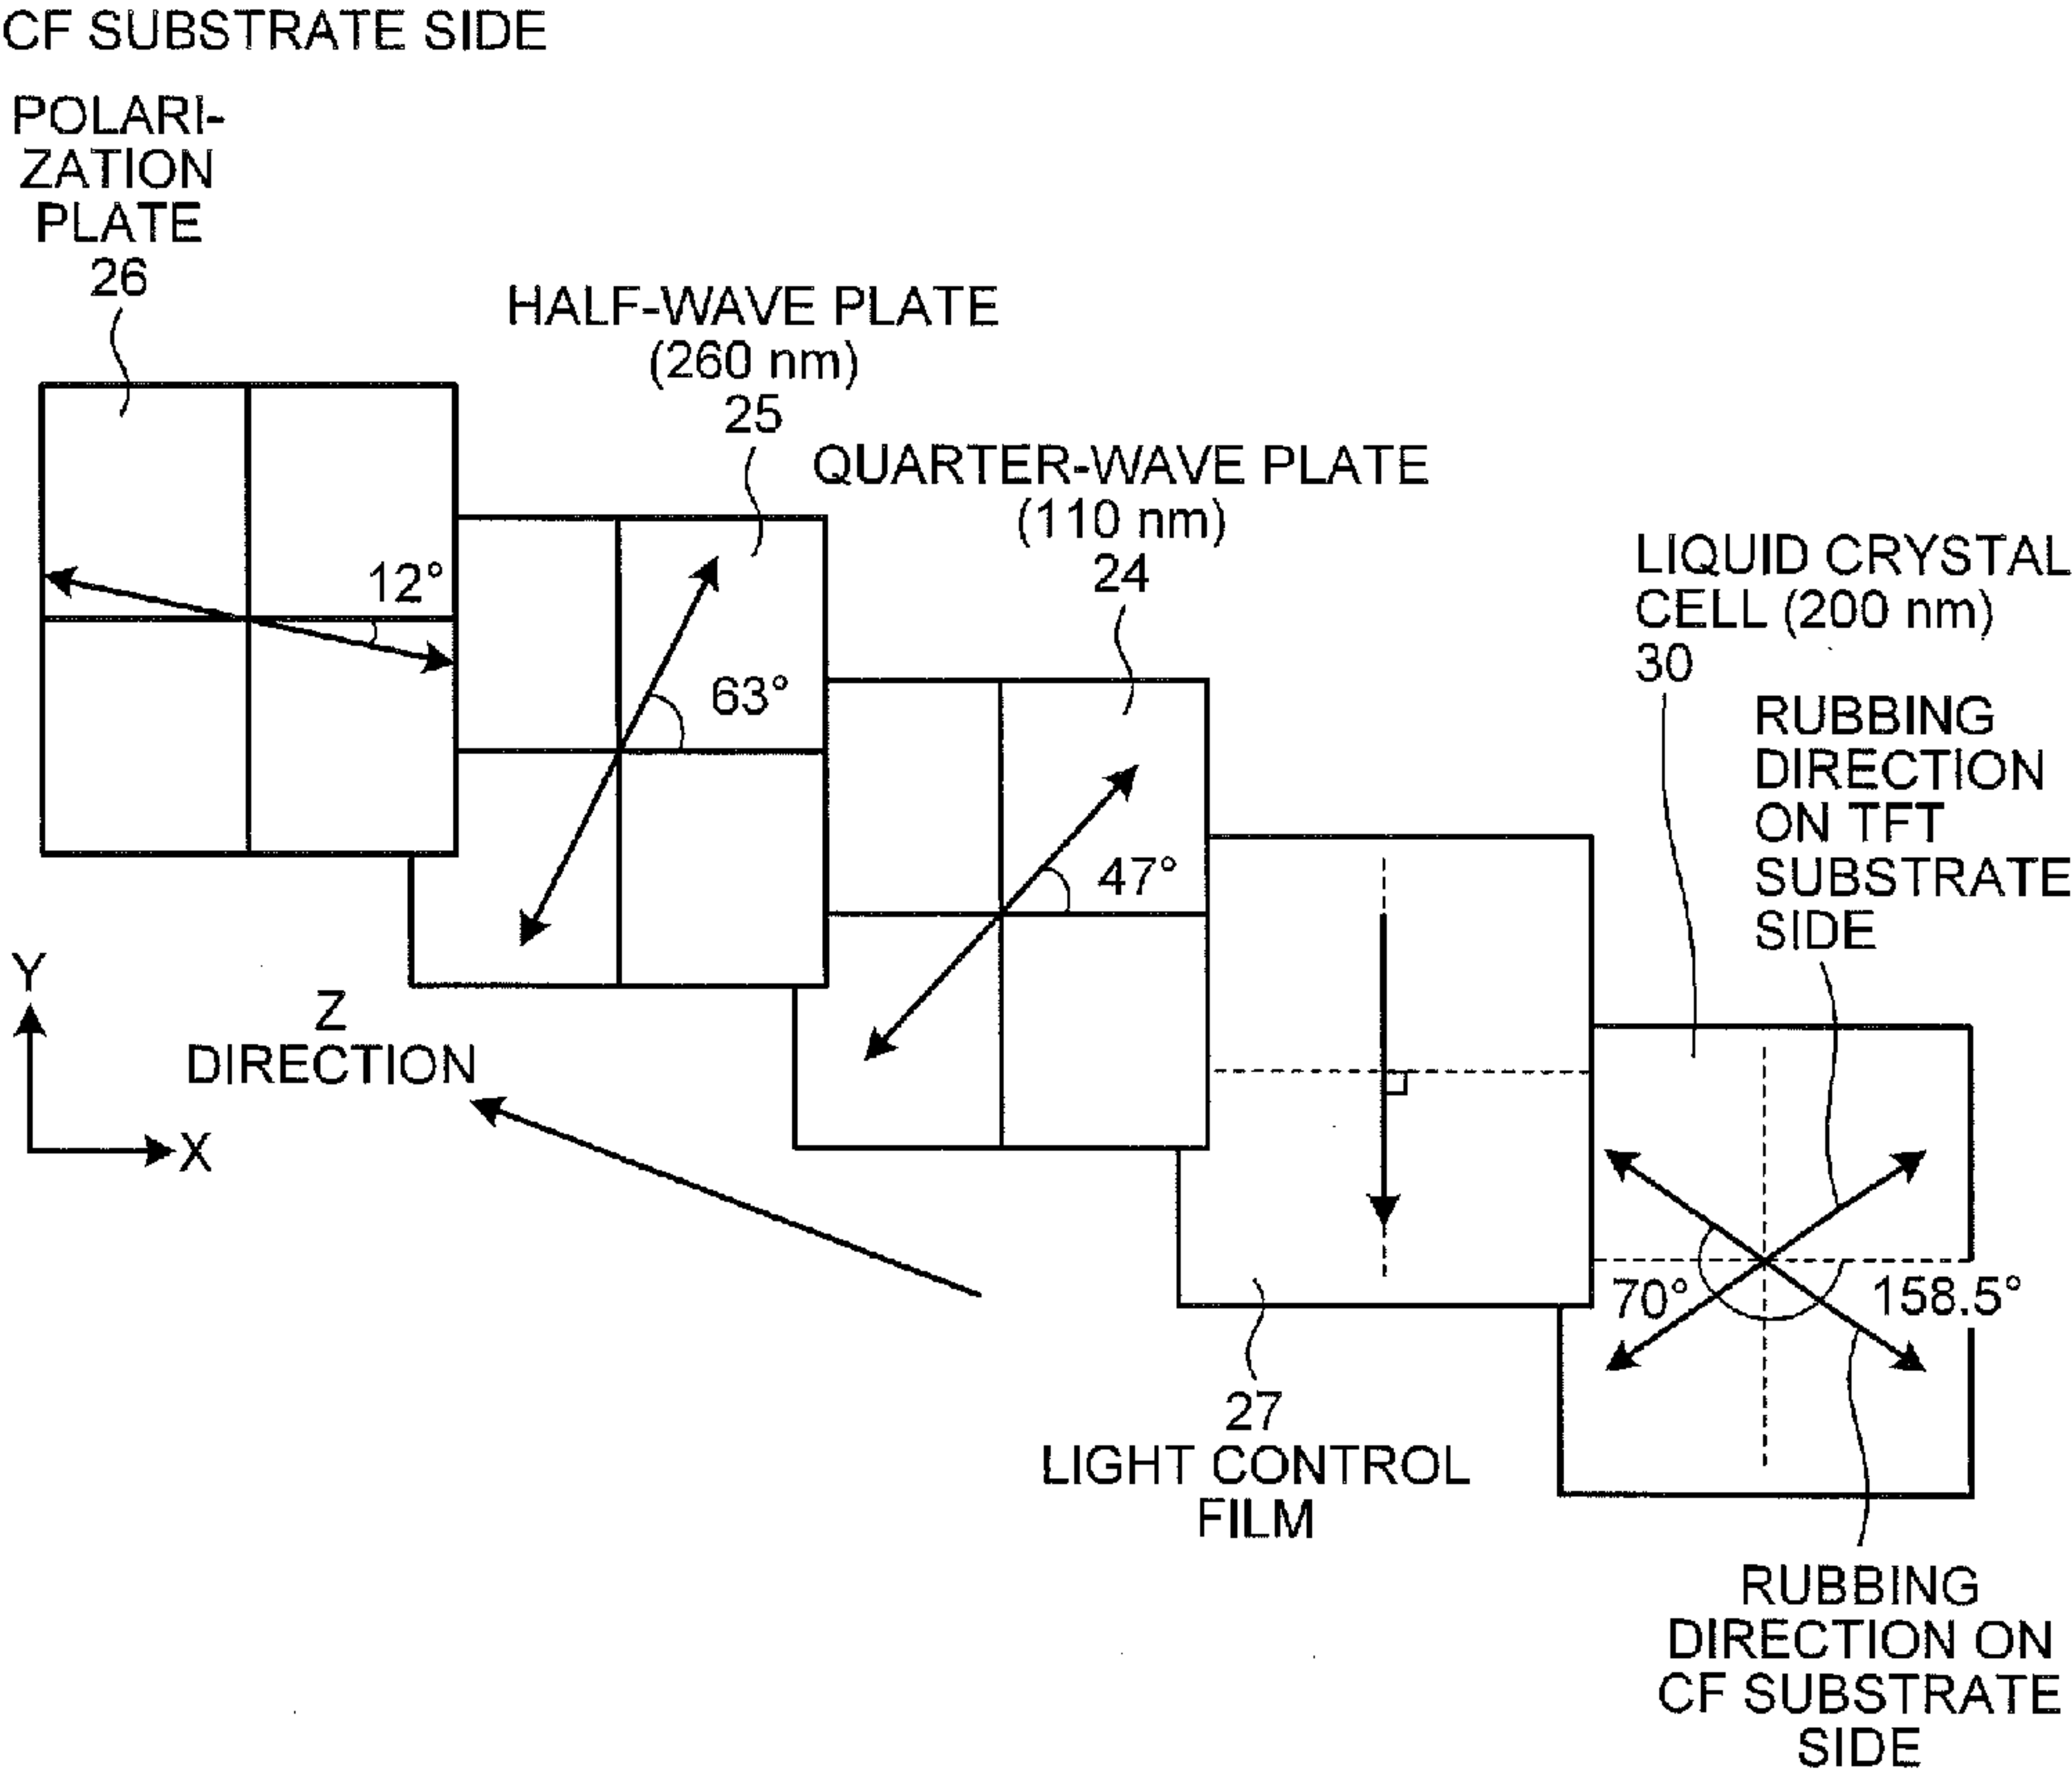 CF SUBSTRATE SIDE
POLARI-
ZATION
PLATE
26
HALF-WAVE PLATE
(260 nm)
25
QUARTER-WAVE PLATE
(110 nm)
24
LIQUID CRYSTAL
CELL (200 nm)
30
RUBBING
DIRECTION
ON TFT
SUBSTRATE
SIDE
12°
63°
47°
Y
X
Z
DIRECTION
70°
158.5°
27
LIGHT CONTROL
FILM
RUBBING
DIRECTION ON
CF SUBSTRATE
SIDE